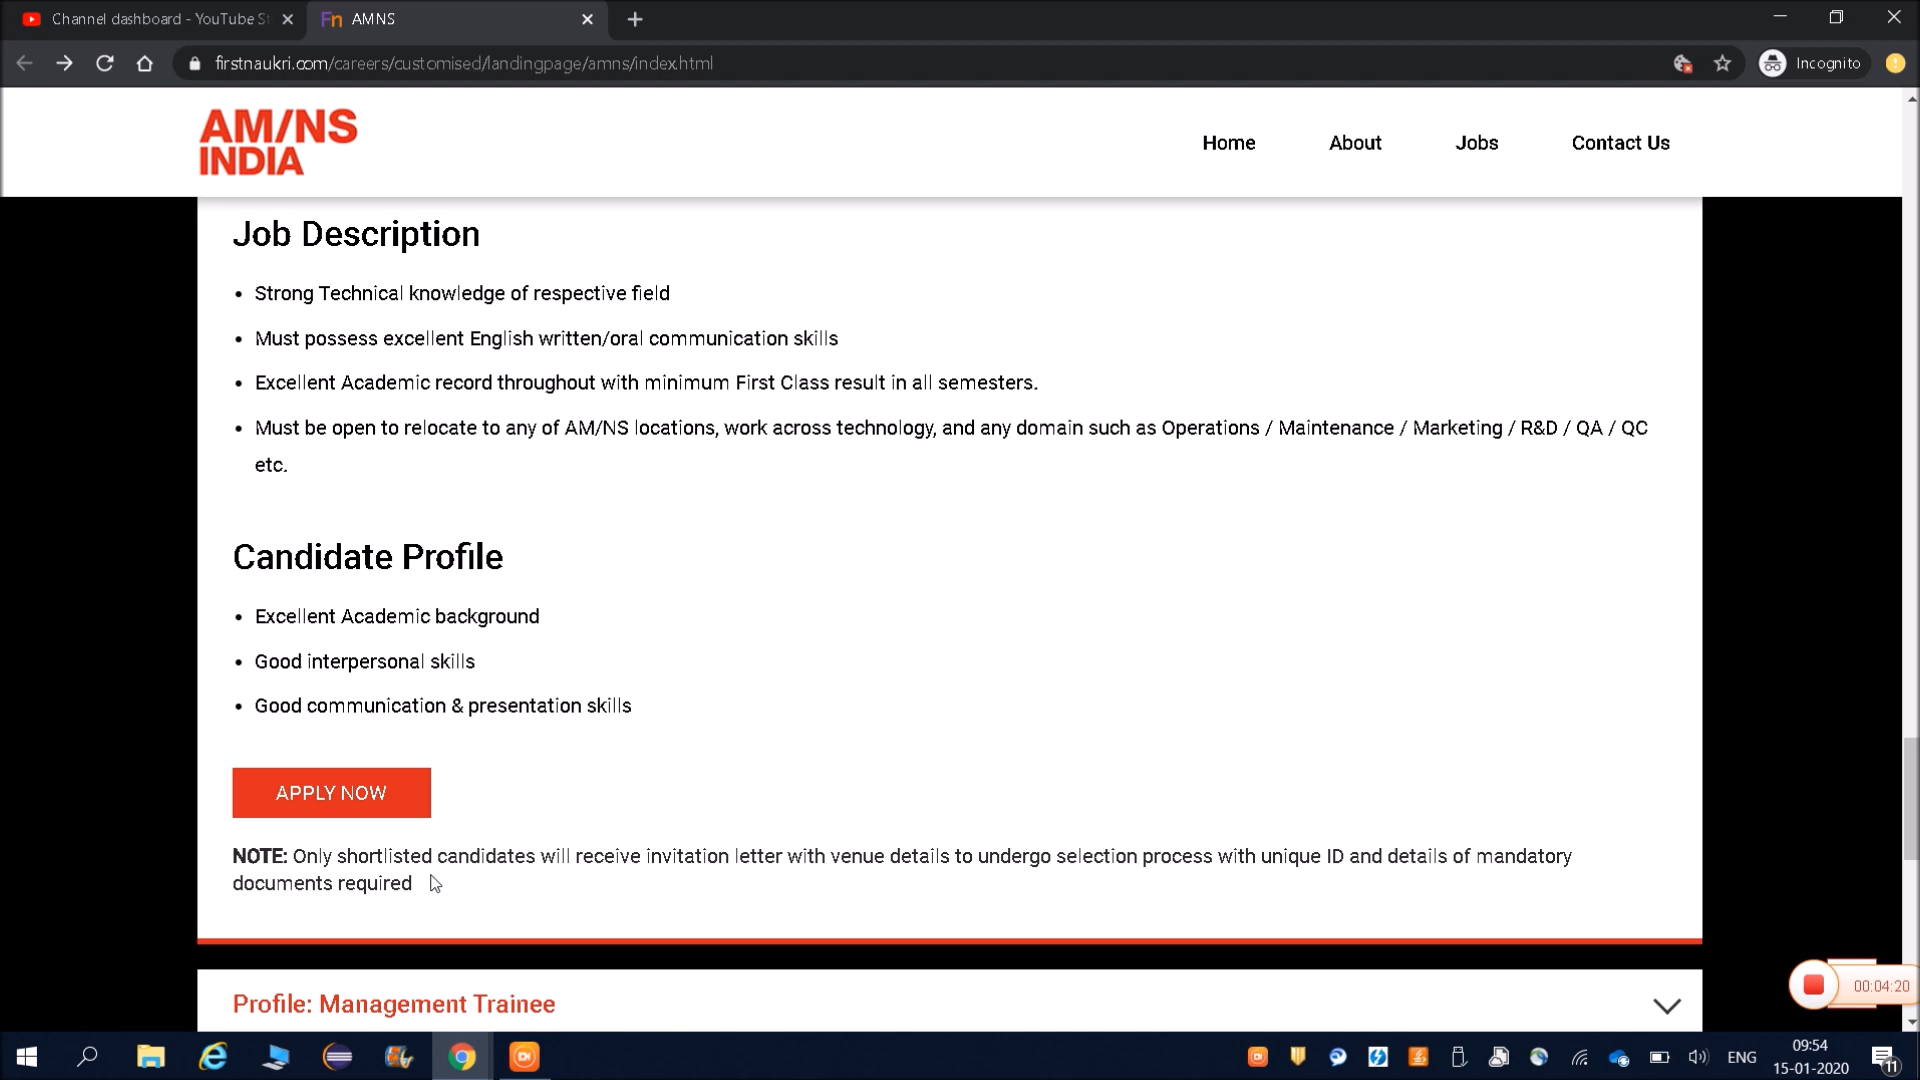 Channel dashboard - YouTube St
AMNS
firstnaukri.com/careers/customised/landingpage/amns/index.html
Incognito
AM/NS
INDIA
Home
About
Jobs
Contact Us
Job Description
• Strong Technical knowledge of respective field
• Must possess excellent English written/oral communication skills
• Excellent Academic record throughout with minimum First Class result in all semesters.
• Must be open to relocate to any of AM/NS locations, work across technology, and any domain such as Operations / Maintenance / Marketing / R&D / QA / QC
etc.
Candidate Profile
• Excellent Academic background
• Good interpersonal skills
• Good communication & presentation skills
APPLY NOW
NOTE: Only shortlisted candidates will receive invitation letter with venue details to undergo selection process with unique ID and details of mandatory
documents required
00:04:20
Profile: Management Trainee
ENG
09:54
15-01-2020
11